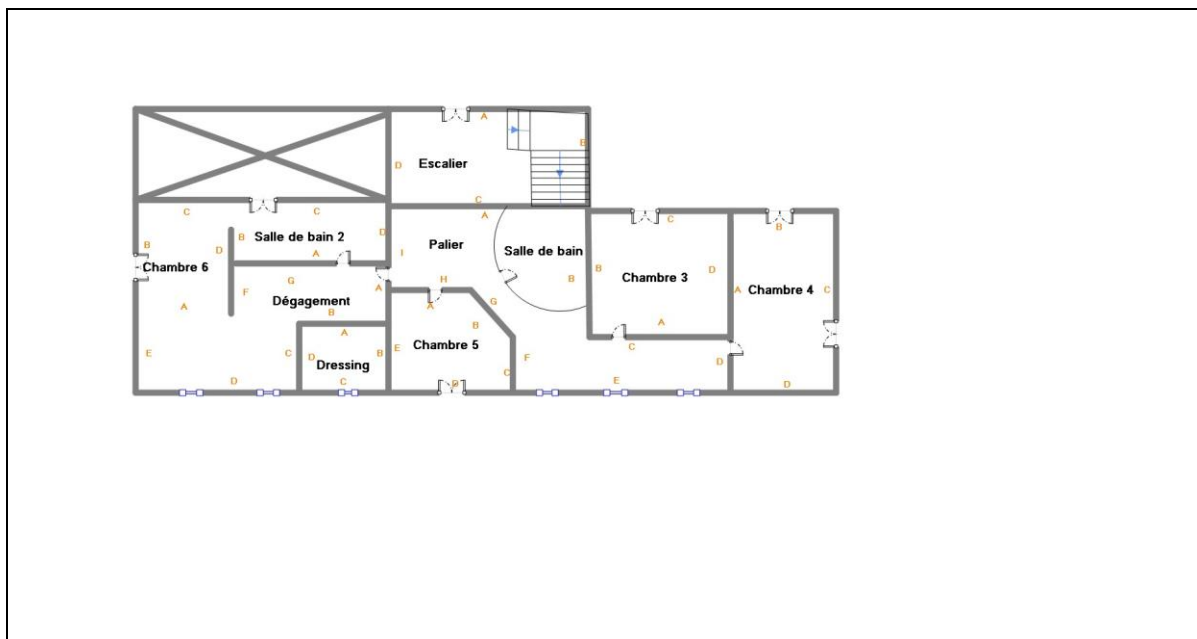 A
B
Escalier
D
C
C
C
A
B
D
B
Salle de bain 2
D
Palier
Salle de bain
A
I
Chambre 6
B
C
B
Chambre 3
D
A
Chambre 4
C
H
G
F
A
Dégagement
A
G
A
B
A
B
E
Chambre 5
A
C
D
E
C
D
Dressing
B
C
F
D
D
C
D
E
D